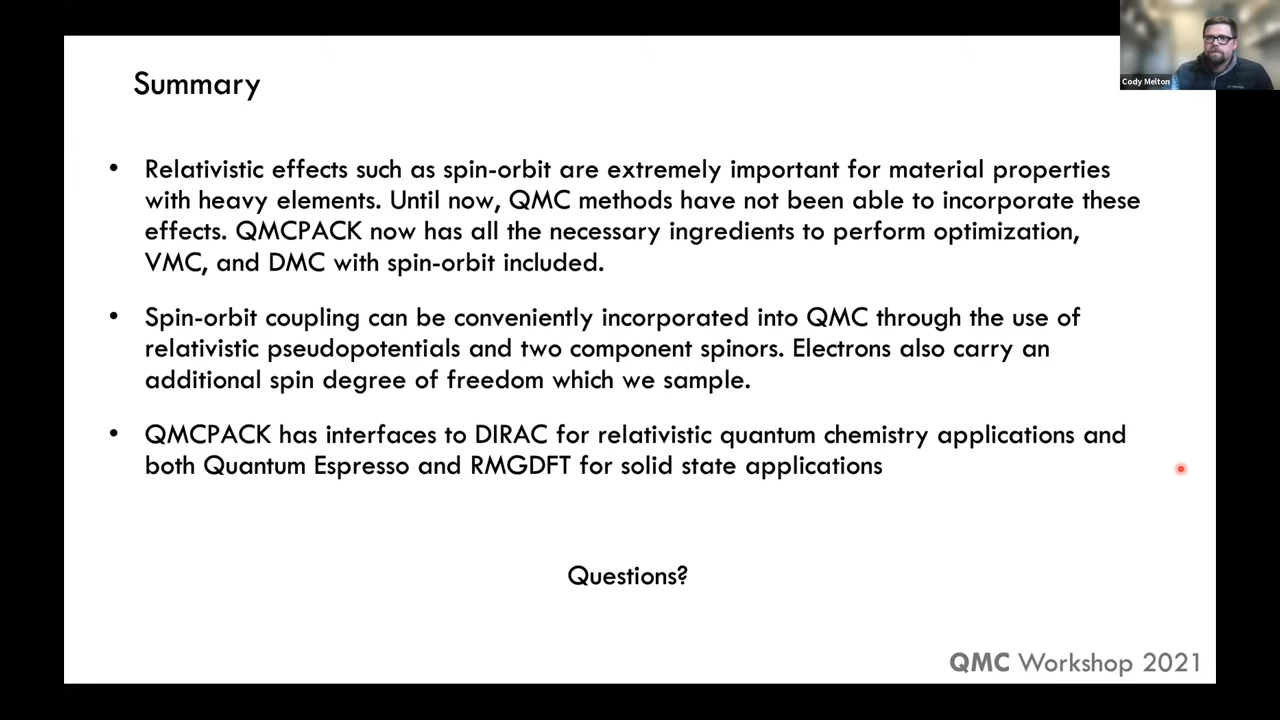 Cody Melton
Summary
• Relativistic effects such as spin-orbit are extremely important for material properties
with heavy elements. Until now, QMC methods have not been able to incorporate these
effects. QMCPACK now has all the necessary ingredients to perform optimization,
VMC, and DMC with spin-orbit included.
• Spin-orbit coupling can be conveniently incorporated into QMC through the use of
relativistic pseudopotentials and two component spinors. Electrons also carry an
additional spin degree of freedom which we sample.
• QMCPACK has interfaces to DIRAC for relativistic quantum chemistry applications and
both Quantum Espresso and RMGDFT for solid state applications
Questions?
QMC Workshop 2021